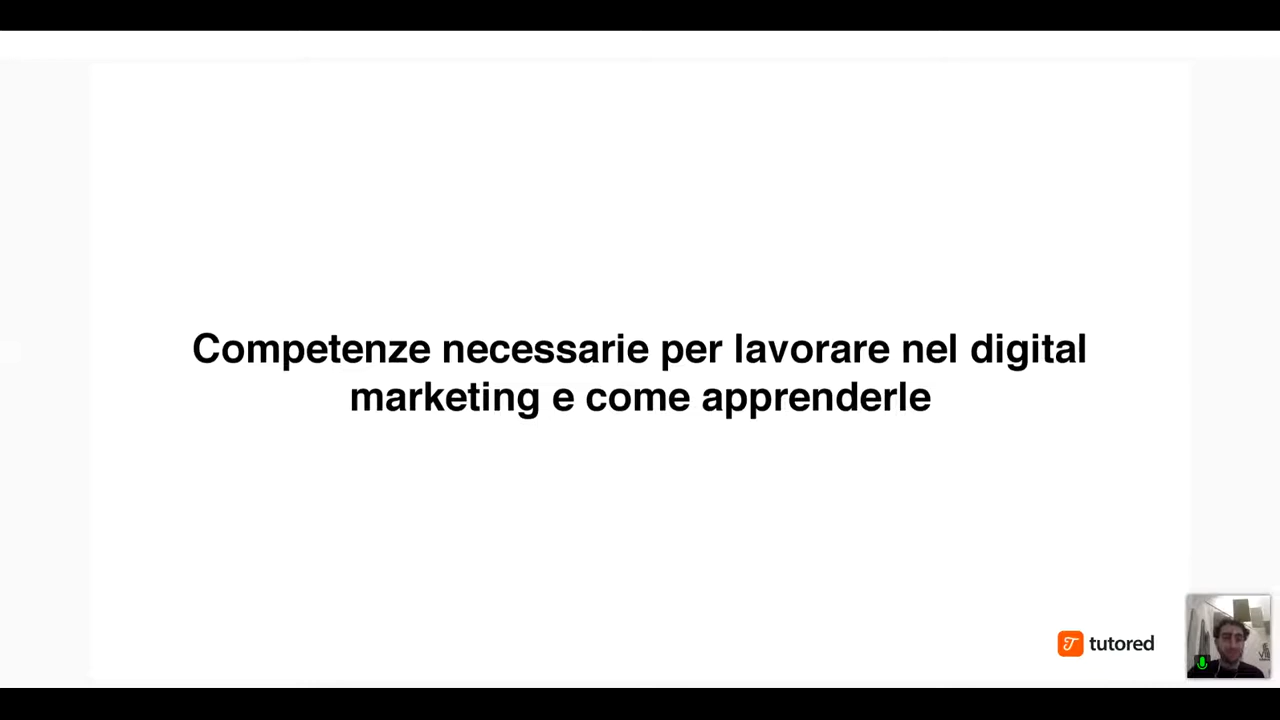 Competenze necessarie per lavorare nel digital
marketing e come apprenderle
tutored